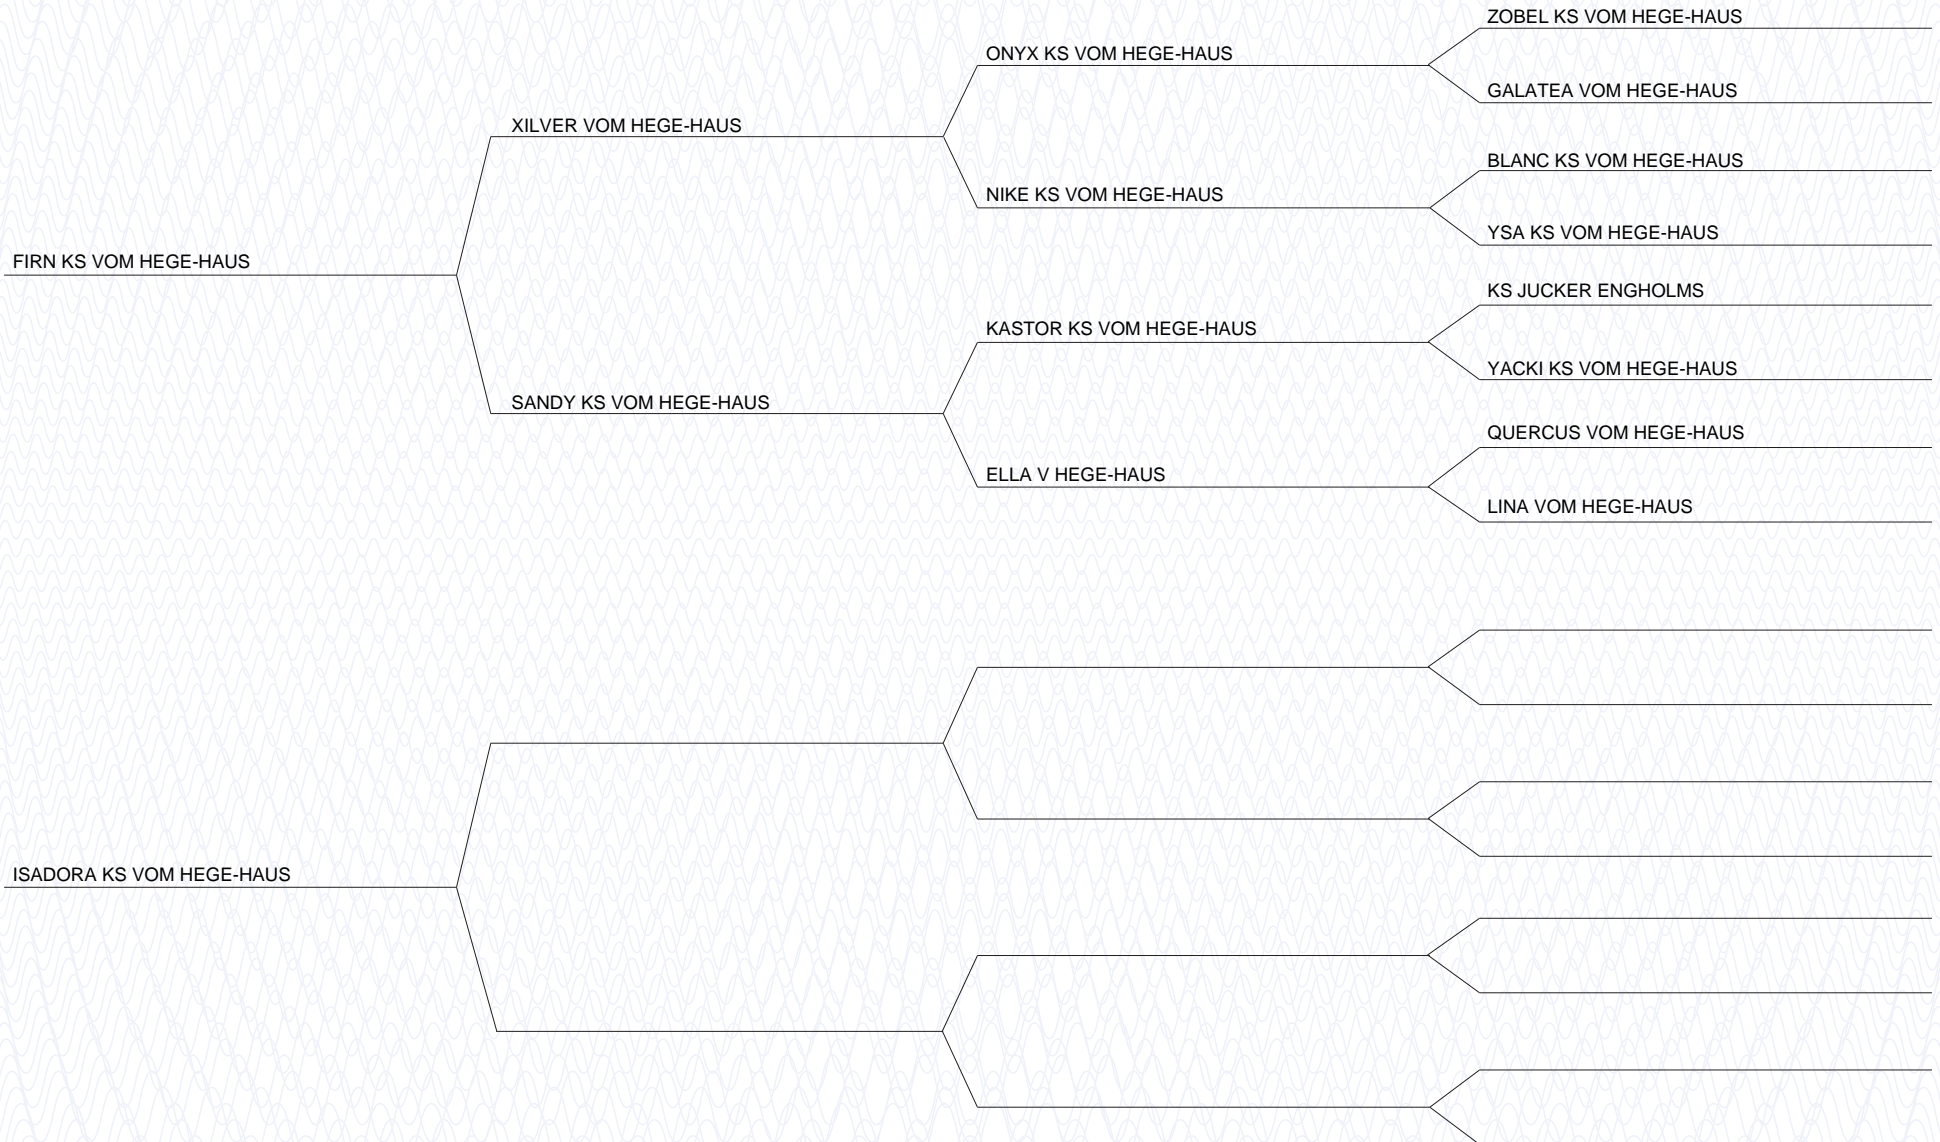 ZOBEL KS VOM HEGE-HAUS
ONYX KS VOM HEGE-HAUS
GALATEA VOM HEGE-HAUS
XILVER VOM HEGE-HAUS
BLANC KS VOM HEGE-HAUS
NIKE KS VOM HEGE-HAUS
YSA KS VOM HEGE-HAUS
FIRN KS VOM HEGE-HAUS
KS JUCKER ENGHOLMS
KASTOR KS VOM HEGE-HAUS
YACKI KS VOM HEGE-HAUS
SANDY KS VOM HEGE-HAUS
QUERCUS VOM HEGE-HAUS
ELLA V HEGE-HAUS
LINA VOM HEGE-HAUS
ISADORA KS VOM HEGE-HAUS